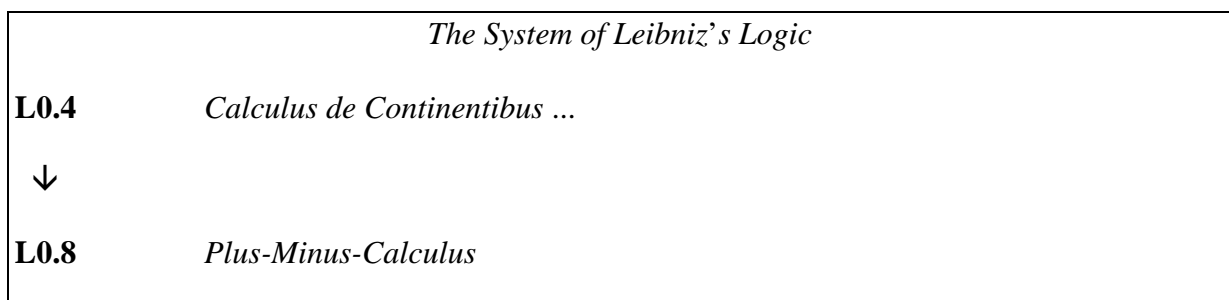 The System of Leibniz’s Logic
L0.4 Calculus de Continentibus ...
↓
L0.8 Plus-Minus-Calculus